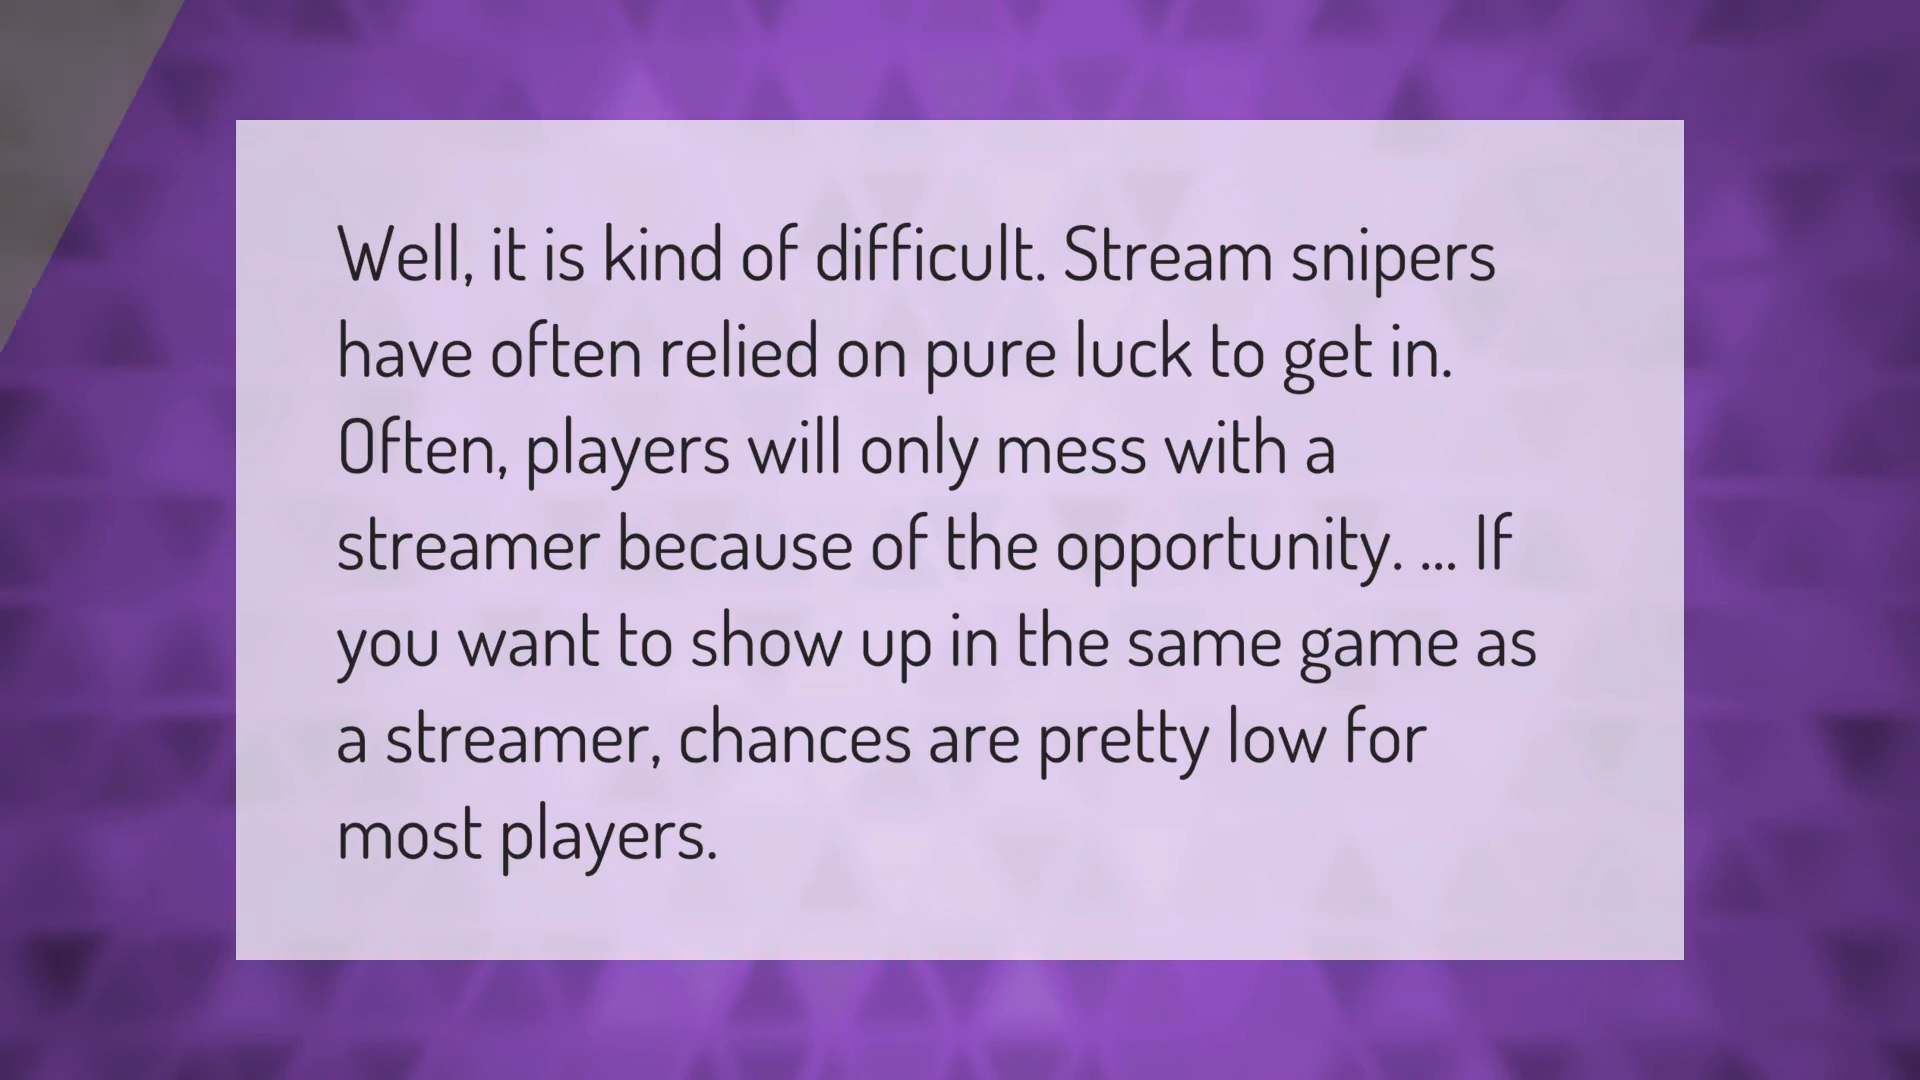 Well, it is kind of difficult. Stream snipers
have often relied on pure luck to get in.
Often, players will only mess with a
streamer because of the opportunity. ... If
you want to show up in the same game as
a streamer, chances are pretty low for
most players.